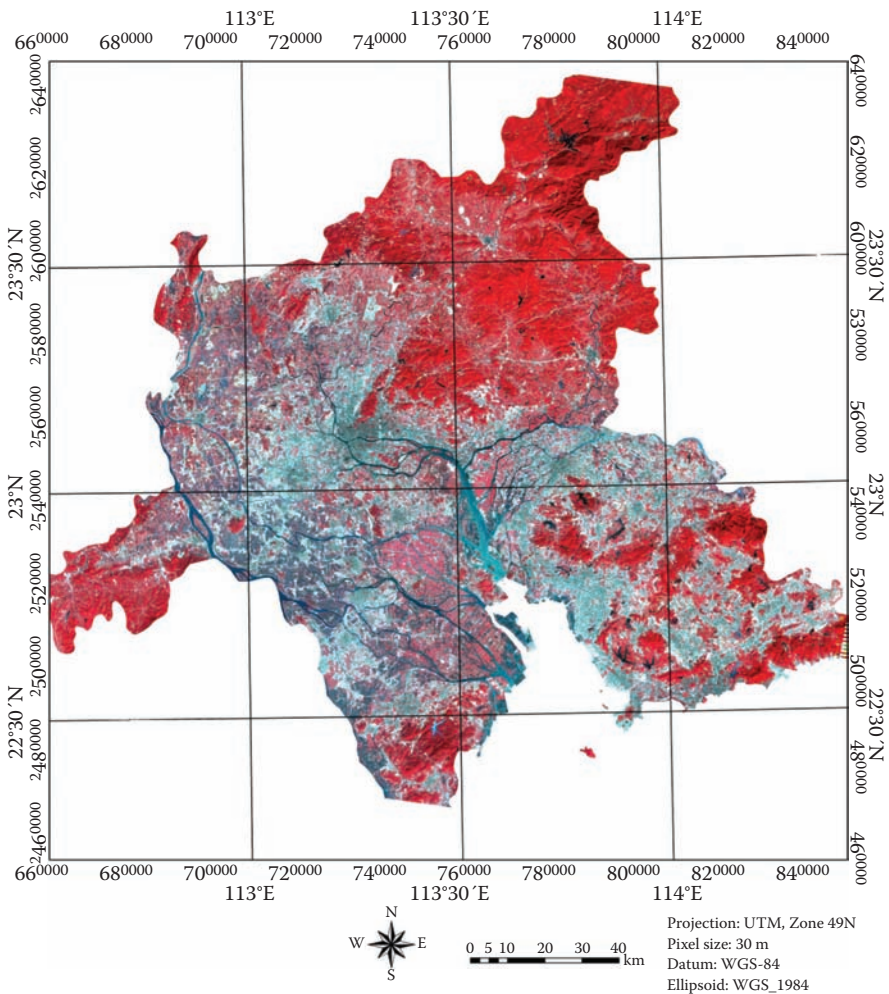 113°E 113°30´E 114°E
660000 680000 700000 720000 740000 760000 780000 800000 820000 840000
2640000
2620000
23°30´N
2600000
2580000
2560000
23°N
2540000
2520000
2500000
22°30´N
2480000
2460000
640000
620000
23°30´N
600000
530000
560000
23°N
540000
520000
500000
22°30´N
480000
460000
660000 680000 700000 720000 740000 760000 780000 800000 820000 840000
113°E 113°30´E 114°E
N
W E
S
0 5 10 20 30 40
km
Projection: UTM, Zone 49N
Pixel size: 30 m
Datum: WGS-84
Ellipsoid: WGS_1984